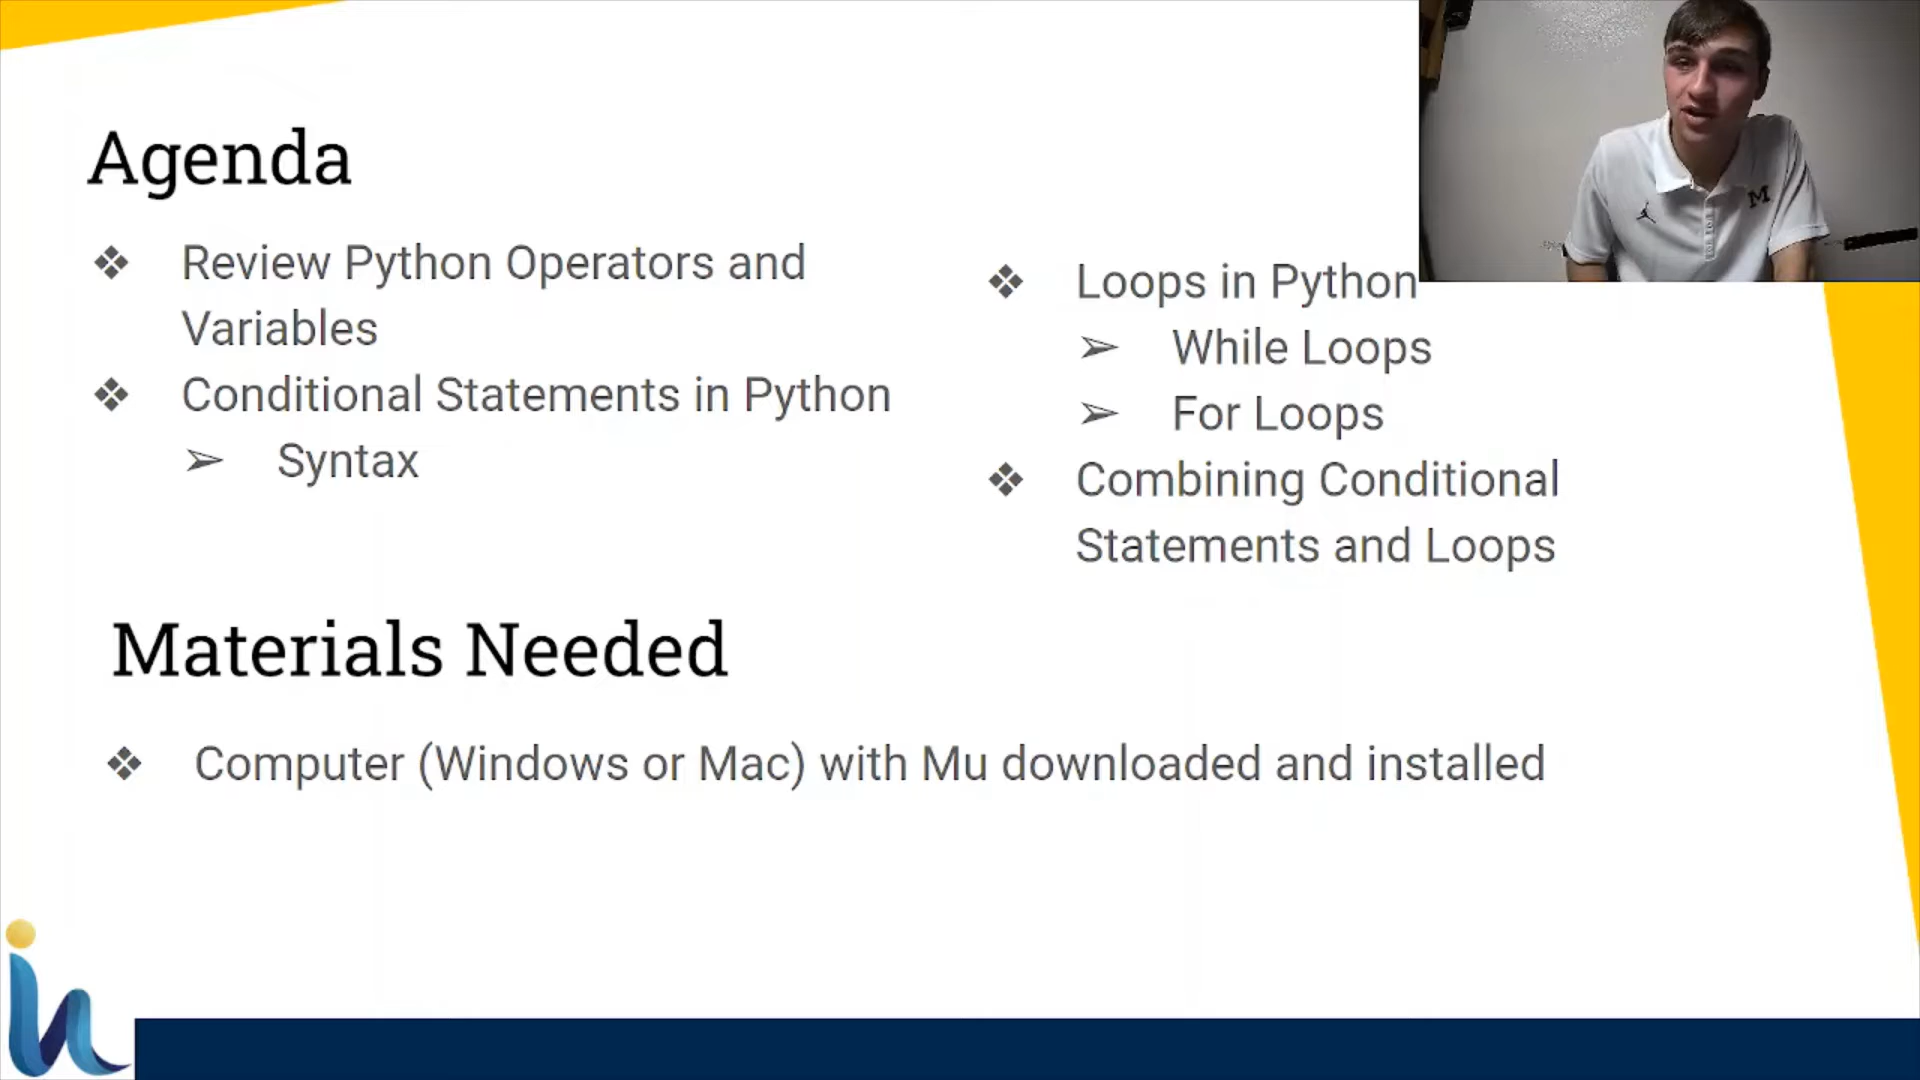 Agenda
❖ Review Python Operators and
Variables
❖ Conditional Statements in Python
➢ Syntax
❖ Loops in Python
➢ While Loops
➢ For Loops
❖ Combining Conditional
Statements and Loops
Materials Needed
❖ Computer (Windows or Mac) with Mu downloaded and installed
M
in